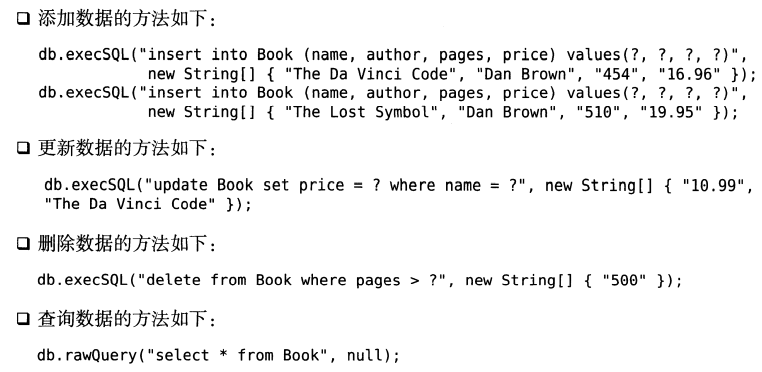 ❑ 添加数据的方法如下：
db.execSQL("insert into Book (name, author, pages, price) values(?, ?, ?, ?)",
new String[] { "The Da Vinci Code", "Dan Brown", "454", "16.96" });
db.execSQL("insert into Book (name, author, pages, price) values(?, ?, ?, ?)",
new String[] { "The Lost Symbol", "Dan Brown", "510", "19.95" });
❑ 更新数据的方法如下：
db.execSQL("update Book set price = ? where name = ?", new String[] { "10.99",
"The Da Vinci Code" });
❑ 删除数据的方法如下：
db.execSQL("delete from Book where pages > ?", new String[] { "500" });
❑ 查询数据的方法如下：
db.rawQuery("select * from Book", null);